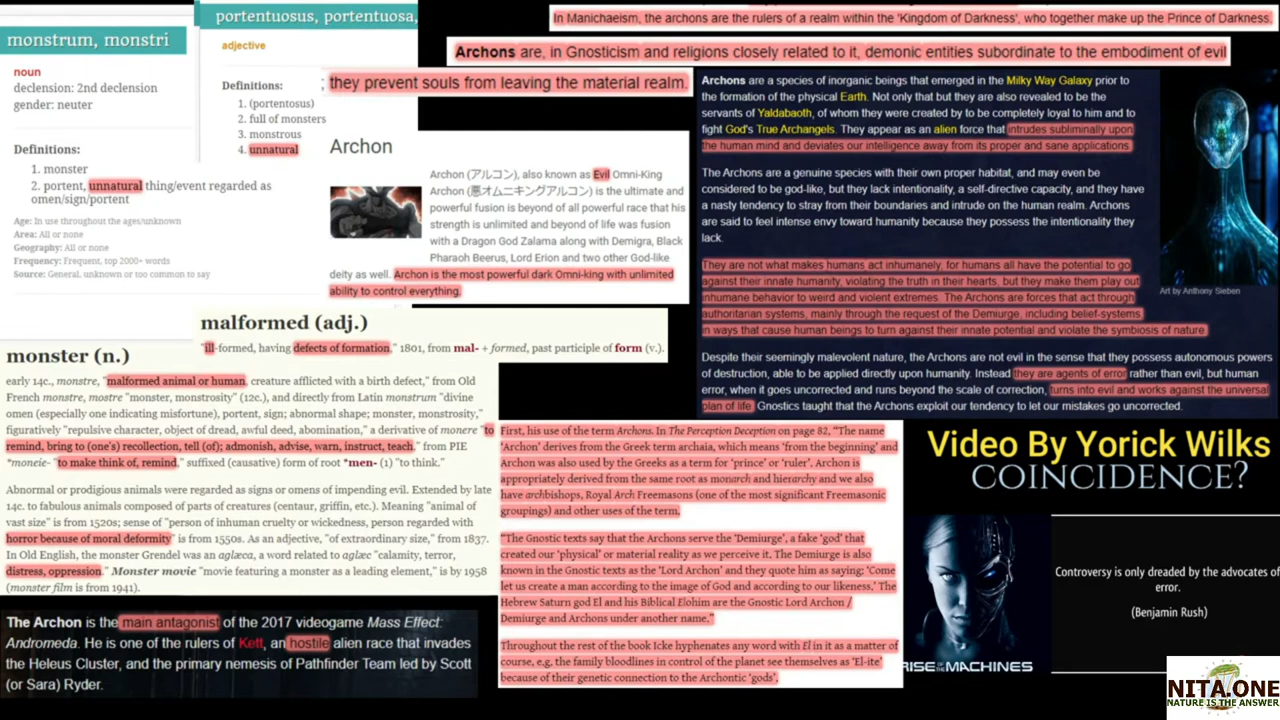 monstrum, monstri
noun
declension: 2nd declension
gender: neuter
Definitions:
1. monster
2. portent, unnatural thing/event regarded as
omen/sign/portent
Age: In use throughout the ages/unknown
Area: All or none
Geography: All or none
Frequency: Frequent, top 2000+ words
Source: General, unknown or too common to say
portentuosus, portentuosa,
adjective
Definitions:
1. (portentosus)
2. full of monsters
3. monstrous
4. unnatural
In Manichaeism, the archons are the rulers of a realm within the 'Kingdom of Darkness', who together make up the Prince of Darkness.
Archons are, in Gnosticism and religions closely related to it, demonic entities subordinate to the embodiment of evil
; they prevent souls from leaving the material realm.
Archon
Archon (アルコン), also known as Evil Omni-King
Archon (悪オムニキングアルコン) is the ultimate and
powerful fusion is beyond of all powerful race that his
strength is unlimited and beyond of life was fusion
with a Dragon God Zalama along with Demigra, Black
Pharaoh Beerus, Lord Erion and two other God-like
deity as well. Archon is the most powerful dark Omni-king with unlimited
ability to control everything.
Archons are a species of inorganic beings that emerged in the Milky Way Galaxy prior to
the formation of the physical Earth. Not only that but they are also revealed to be the
servants of Yaldabaoth, of whom they were created by to be completely loyal to him and to
fight God's True Archangels. They appear as an alien force that intrudes subliminally upon
the human mind and deviates our intelligence away from its proper and sane applications.
The Archons are a genuine species with their own proper habitat, and may even be
considered to be god-like, but they lack intentionality, a self-directive capacity, and they have
a nasty tendency to stray from their boundaries and intrude on the human realm. Archons
are said to feel intense envy toward humanity because they possess the intentionality they
lack.
They are not what makes humans act inhumanely, for humans all have the potential to go
against their innate humanity, violating the truth in their hearts, but they make them play out
inhumane behavior to weird and violent extremes. The Archons are forces that act through
authoritarian systems, mainly through the request of the Demiurge, including belief-systems,
in ways that cause human beings to turn against their innate potential and violate the symbiosis of nature
Despite their seemingly malevolent nature, the Archons are not evil in the sense that they possess autonomous powers
of destruction, able to be applied directly upon humanity. Instead they are agents of error rather than evil, but human
error, when it goes uncorrected and runs beyond the scale of correction, turns into evil and works against the universal
plan of life. Gnostics taught that the Archons exploit our tendency to let our mistakes go uncorrected.
Art by Anthony Sieben
malformed (adj.)
"ill-formed, having defects of formation," 1801, from mal- + formed, past participle of form (v.).
monster (n.)
early 14c., monstre, "malformed animal or human, creature afflicted with a birth defect," from Old
French monstre, mostre "monster, monstrosity" (12c.), and directly from Latin monstrum "divine
omen (especially one indicating misfortune), portent, sign; abnormal shape; monster, monstrosity,"
figuratively "repulsive character, object of dread, awful deed, abomination," a derivative of monere "to
remind, bring to (one's) recollection, tell (of); admonish, advise, warn, instruct, teach," from PIE
*moneie- "to make think of, remind," suffixed (causative) form of root *men- (1) "to think."
Abnormal or prodigious animals were regarded as signs or omens of impending evil. Extended by late
14c. to fabulous animals composed of parts of creatures (centaur, griffin, etc.). Meaning "animal of
vast size" is from 1520s; sense of "person of inhuman cruelty or wickedness, person regarded with
horror because of moral deformity" is from 1550s. As an adjective, "of extraordinary size," from 1837.
In Old English, the monster Grendel was an aglæca, a word related to aglæc "calamity, terror,
distress, oppression." Monster movie "movie featuring a monster as a leading element," is by 1958
(monster film is from 1941).
The Archon is the main antagonist of the 2017 videogame Mass Effect:
Andromeda. He is one of the rulers of Kett, an hostile alien race that invades
the Heleus Cluster, and the primary nemesis of Pathfinder Team led by Scott
(or Sara) Ryder.
First, his use of the term Archons. In The Perception Deception on page 82, "The name
'Archon' derives from the Greek term archaia, which means 'from the beginning' and
Archon was also used by the Greeks as a term for 'prince' or 'ruler'. Archon is
appropriately derived from the same root as monarch and hierarchy and we also
have archbishops, Royal Arch Freemasons (one of the most significant Freemasonic
groupings) and other uses of the term.
"The Gnostic texts say that the Archons serve the 'Demiurge', a fake 'god' that
created our 'physical' or material reality as we perceive it. The Demiurge is also
known in the Gnostic texts as the 'Lord Archon' and they quote him as saying: 'Come
let us create a man according to the image of God and according to our likeness.' The
Hebrew Saturn god El and his Biblical Elohim are the Gnostic Lord Archon /
Demiurge and Archons under another name."
Throughout the rest of the book Icke hyphenates any word with El in it as a matter of
course, e.g. the family bloodlines in control of the planet see themselves as 'El-ite'
because of their genetic connection to the Archontic 'gods'.
Video By Yorick Wilks
COINCIDENCE?
RISE OF THE MACHINES
Controversy is only dreaded by the advocates of
error.
(Benjamin Rush)
NITA.ONE
NATURE IS THE ANSWER